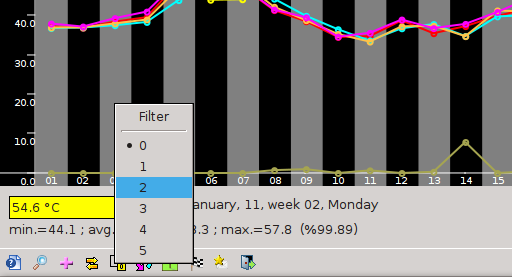 40.0
30.0
20.0
10.0
0.0
01 02 06 07 08 09 10 11 12 13 14 15
Filter
0
1
2
3
4
5
54.6 °C
anuary, 11, week 02, Monday
min.=44.1 ; avg. 3.3 ; max.=57.8 (%99.89)